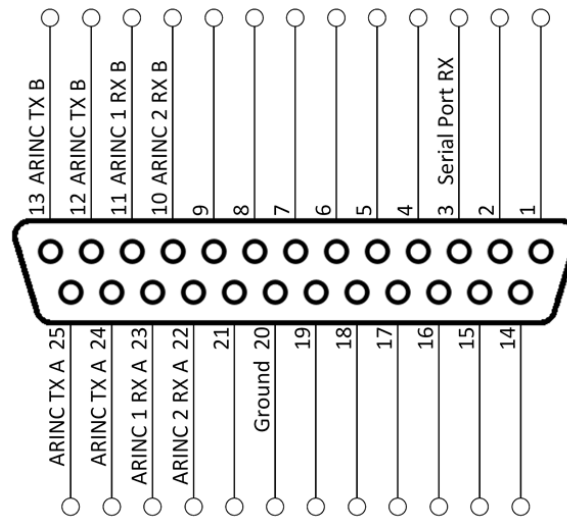 13 ARINC TX B
12 ARINC TX B
11 ARINC 1 RX B
10 ARINC 2 RX B
9
8
7
6
5
4
3 Serial Port RX
2
1
ARINC TX A 25
ARINC TX A 24
ARINC 1 RX A 23
ARINC 2 RX A 22
21
Ground 20
19
18
17
16
15
14